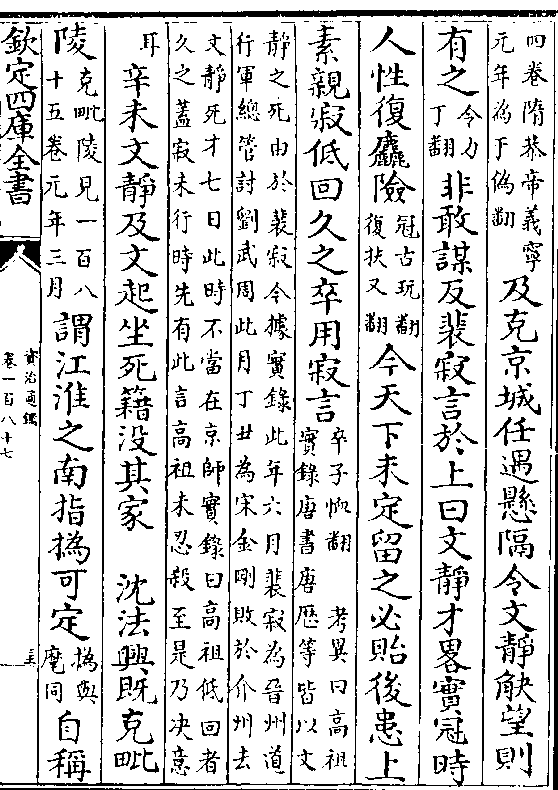 四卷隋恭帝義寧
元年為于偽翻
及克京城任遇懸隔令文靜觖望則
有之
令力
丁翻
非敢謀反裴寂言於上曰文靜才畧實冠時
人性復麤險
冠古玩翻
復扶又翻
今天下未定留之必貽後患上
素親寂低回久之卒用寂言
卒子恤翻　考異曰高祖
實錄唐書唐厯等皆以文
靜之死由於裴寂今據實錄此年六月裴寂為晉州道
行軍總管討劉武周此月丁丑為宋金剛敗於介州去
文靜死才七日此時不當在京師實錄曰高祖低回者
久之蓋寂未行時先有此言高祖未忍殺至是乃决意
耳
辛未文靜及文起坐死籍没其家　沈法興既克毗
陵
克毗陵見一百八
十五卷元年三月
謂江淮之南指撝可定
撝與
麾同
自稱
欽定四庫全書
資治通鑑
卷一百八十七